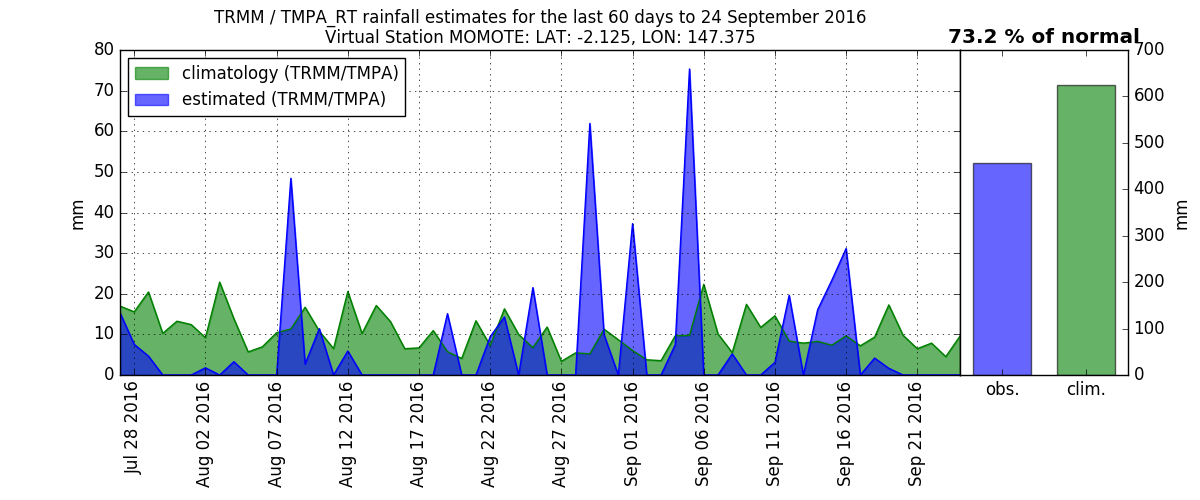 TRMM / TMPA_RT rainfall estimates for the last 60 days to 24 September 2016
Virtual Station MOMOTE: LAT: -2.125, LON: 147.375
73.2 % of normal
climatology (TRMM/TMPA)
estimated (TRMM/TMPA)
mm
80
70
60
50
40
30
20
10
0
Jul 28 2016
Aug 02 2016
Aug 07 2016
Aug 12 2016
Aug 17 2016
Aug 22 2016
Aug 27 2016
Sep 01 2016
Sep 06 2016
Sep 11 2016
Sep 16 2016
Sep 21 2016
obs.
clim.
700
600
500
400
300
200
100
0
mm